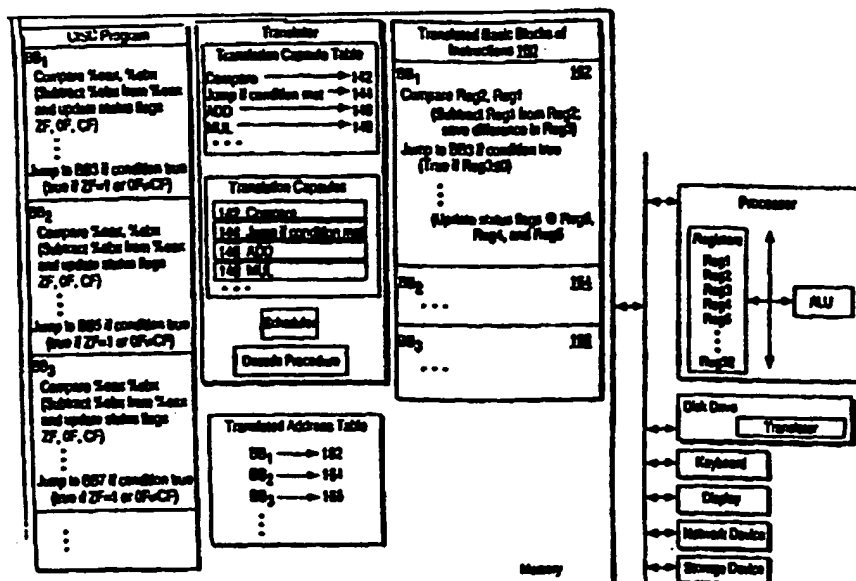 CISC Program
BB1
Compare %eax, %ebx
(Subtract %ebx from %eax
and update status flags
ZF, OF, CF)
Jump to BB3 if condition true
(true if ZF=1 or OF≠CF)
BB2
Compare %eax, %ebx
(Subtract %ebx from %eax
and update status flags
ZF, OF, CF)
Jump to BB5 if condition true
(true if ZF=1 or OF≠CF)
BB3
Compare %eax, %ebx
(Subtract %ebx from %eax
and update status flags
ZF, OF, CF)
Jump to BB7 if condition true
(true if ZF=1 or OF≠CF)
Translator
Translation Capsule Table
Compare 142
Jump if condition met 144
ADD 146
MUL 148
Translation Capsules
142 Compare
144 Jump if condition met
146 ADD
148 MUL
Scheduler
Decode Procedure
Translated Address Table
BB1 182
BB2 184
BB3
Translated Basic Blocks of
Instructions
BB1 182
Compare Reg2, Reg1
(Subtract Reg1 from Reg2;
save difference in Reg3)
Jump to BB3 if condition true
(True if Reg3≤0)
(Update status flags @ Reg3,
Reg4, and Reg5
BB2 184
BB3
Memory
Processor
Registers
Reg1
Reg2
Reg3
Reg4
Reg5
Reg32
ALU
Disk Drive
Translator
Keyboard
Display
Network Device
Storage Device